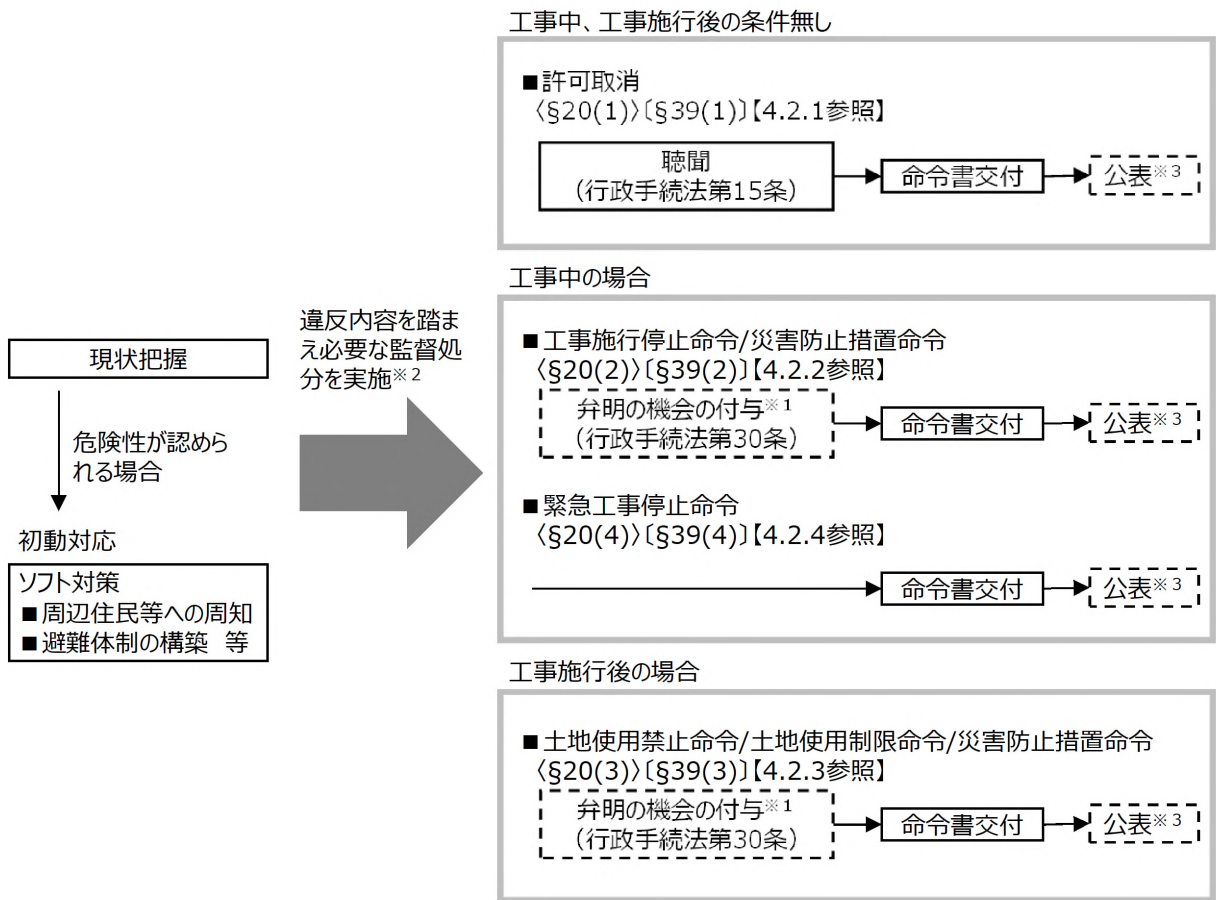 現状把握
危険性が認めら
れる場合
初動対応
ソフト対策
■周辺住民等への周知
■避難体制の構築 等
違反内容を踏ま
え必要な監督処
分を実施※2
工事中、工事施行後の条件無し
■許可取消
〈§20(1)〉〔§39(1)〕【4.2.1参照】
聴聞
（行政手続法第15条）
命令書交付
公表※3
工事中の場合
■工事施行停止命令/災害防止措置命令
〈§20(2)〉〔§39(2)〕【4.2.2参照】
弁明の機会の付与※1
（行政手続法第30条）
命令書交付
公表※3
■緊急工事停止命令
〈§20(4)〉〔§39(4)〕【4.2.4参照】
命令書交付
公表※3
工事施行後の場合
■土地使用禁止命令/土地使用制限命令/災害防止措置命令
〈§20(3)〉〔§39(3)〕【4.2.3参照】
弁明の機会の付与※1
（行政手続法第30条）
命令書交付
公表※3